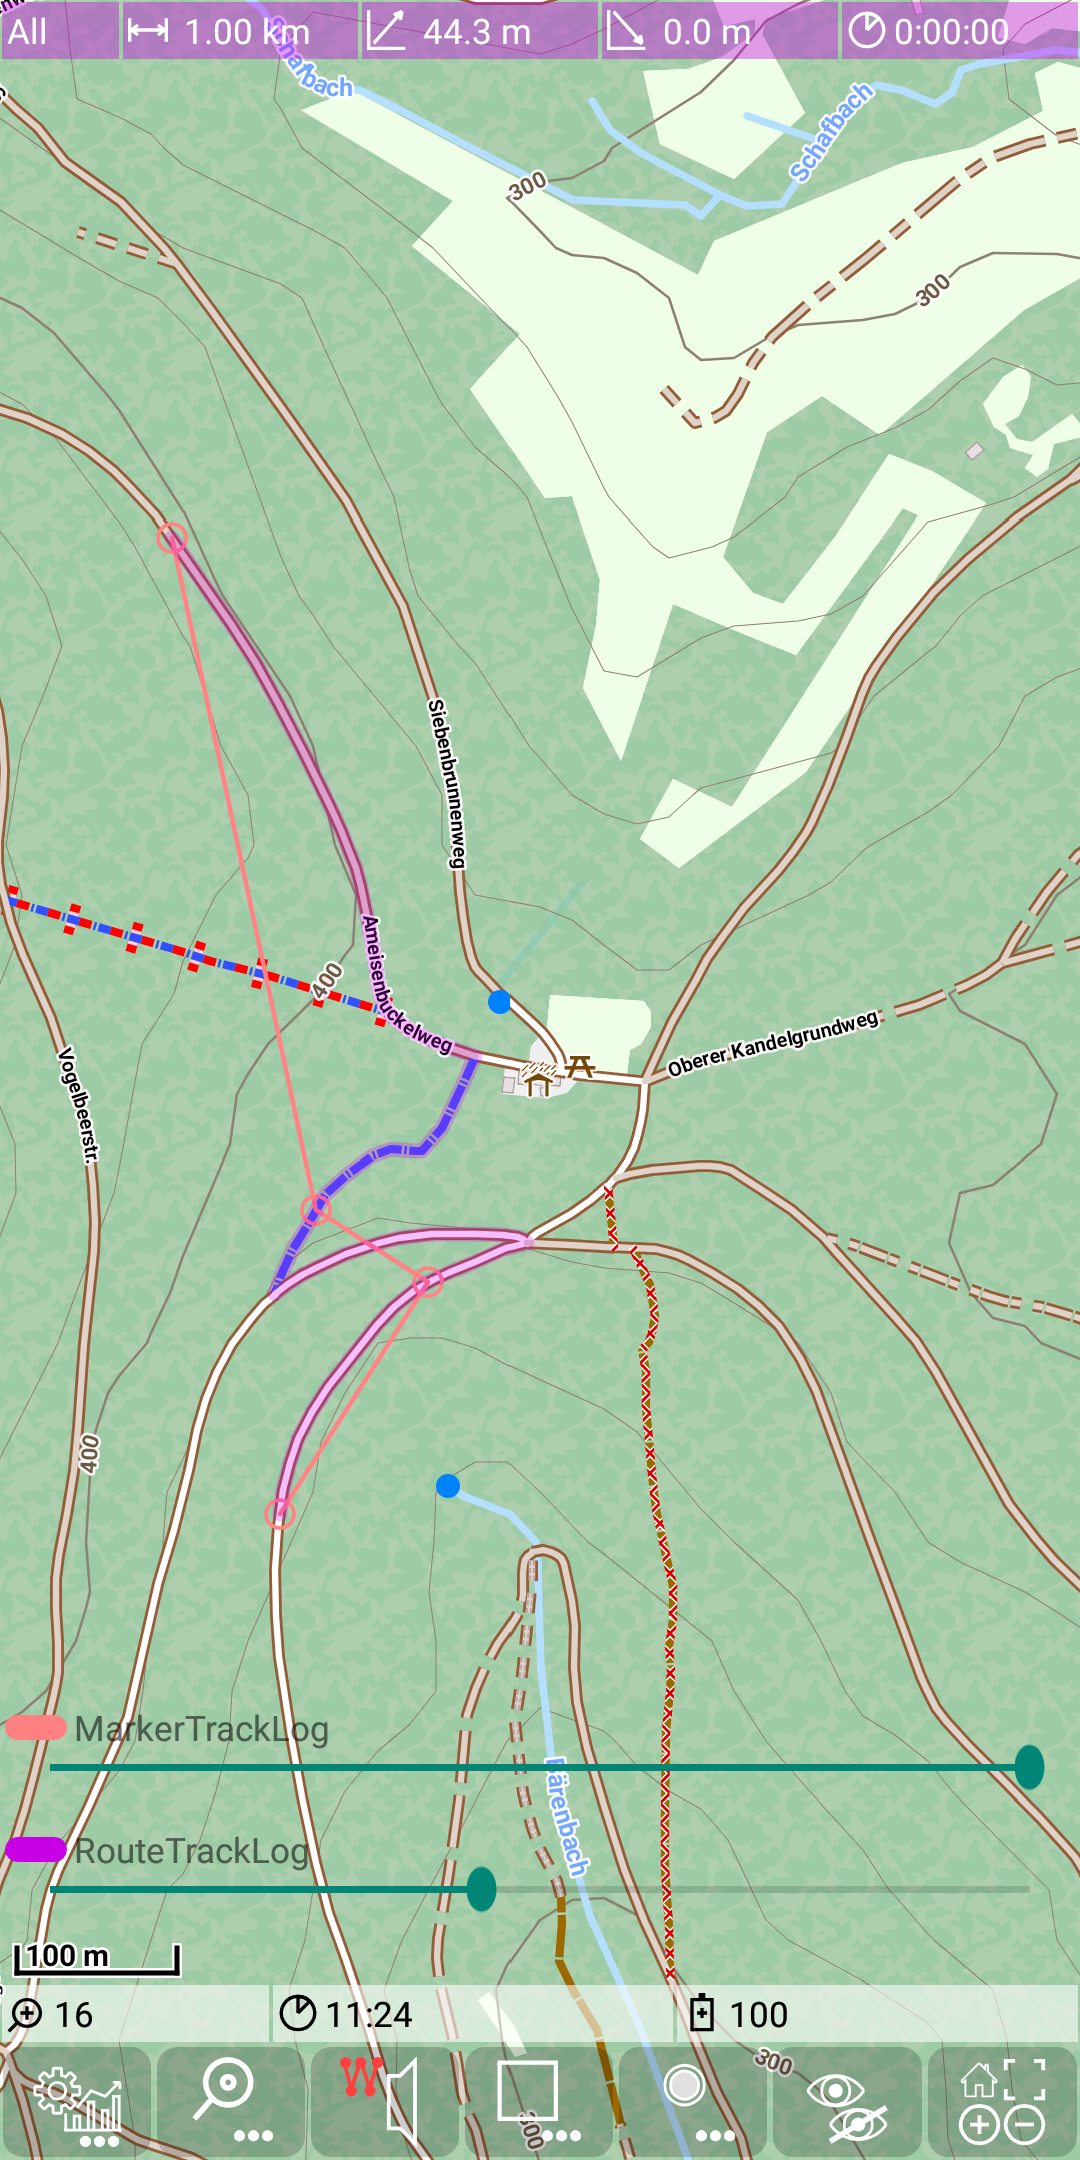 All
1.00 km
44.3 m
0.0 m
0:00:00
Schafbach
Schafbach
300
300
Siebenbrunnenweg
Ameisenbuckelweg
400
Oberer Kandelgrundweg
Vogelbeerstr.
400
MarkerTrackLog
Bärenbach
RouteTrackLog
100 m
16
11:24
100
300